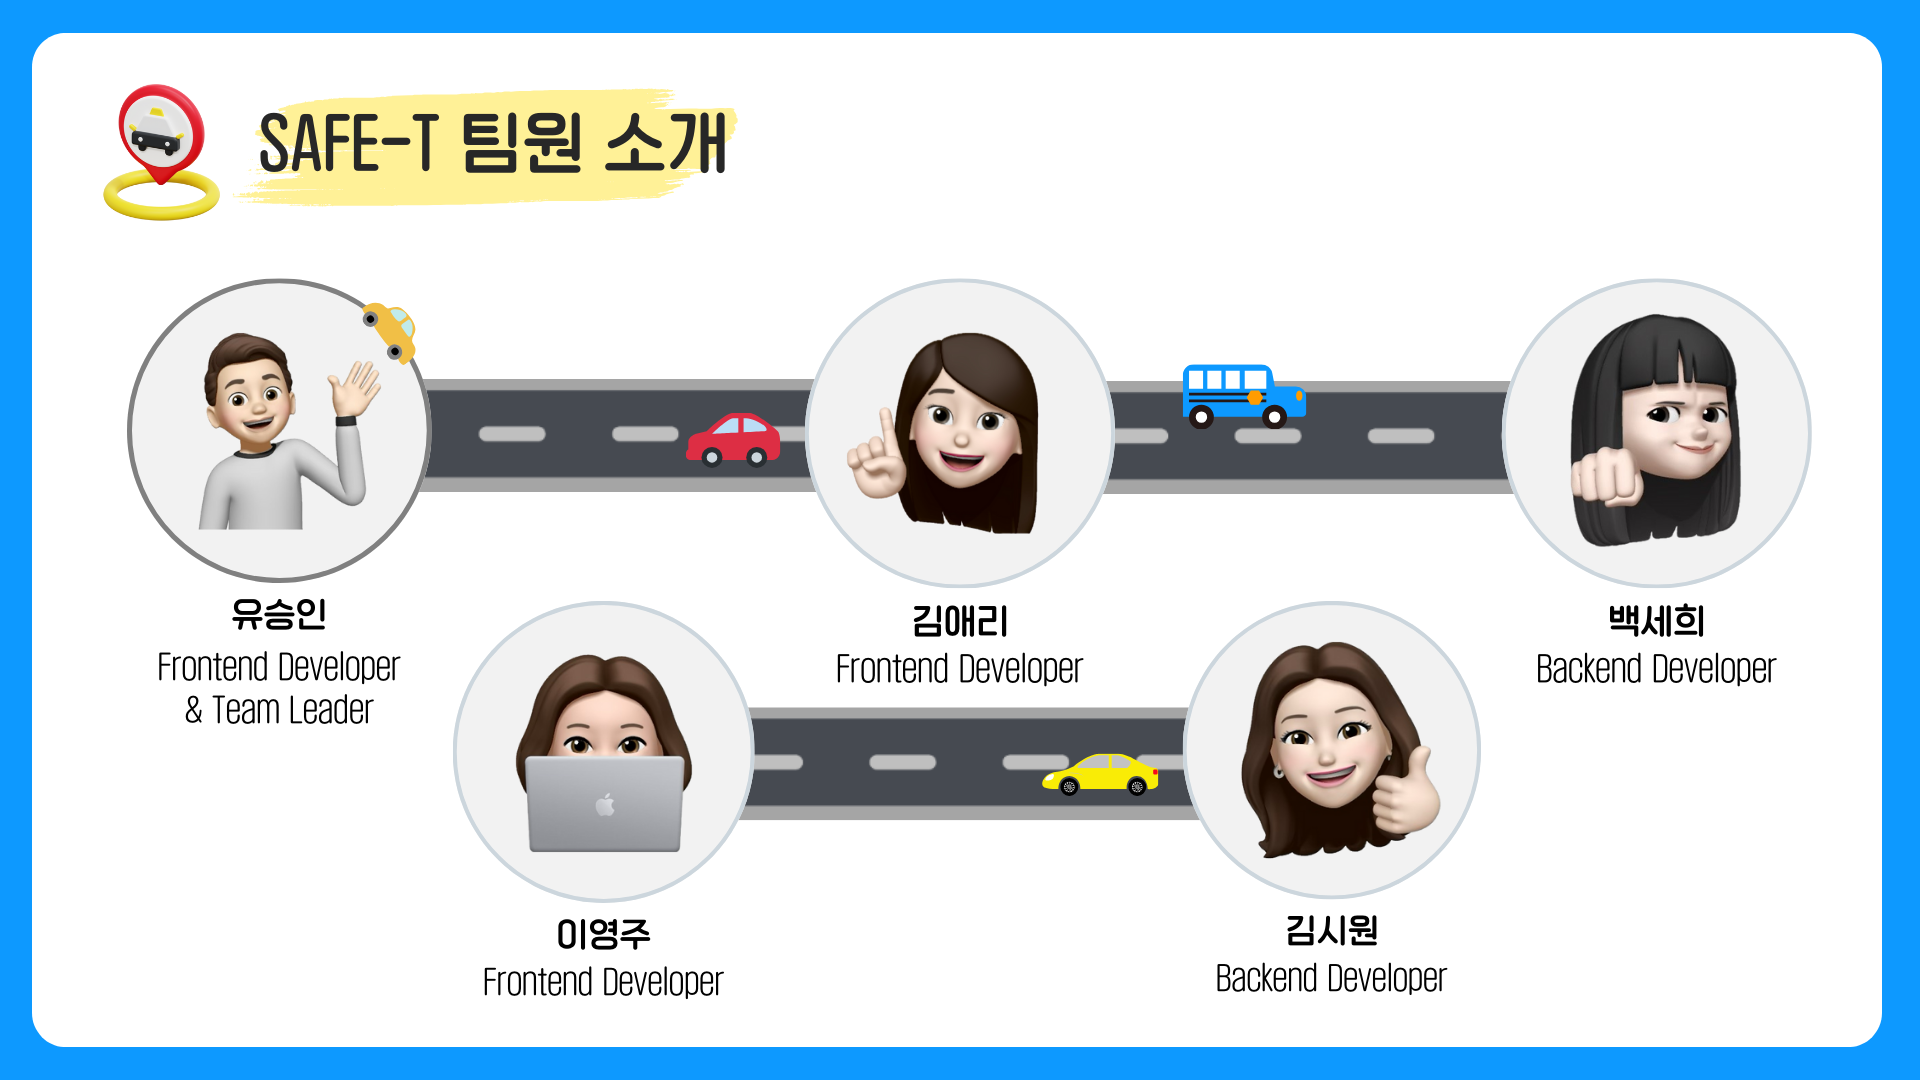 SAFE-T 팀원 소개
유승인
Frontend Developer
& Team Leader
김애리
Frontend Developer
백세희
Backend Developer
이영주
Frontend Developer
김시원
Backend Developer